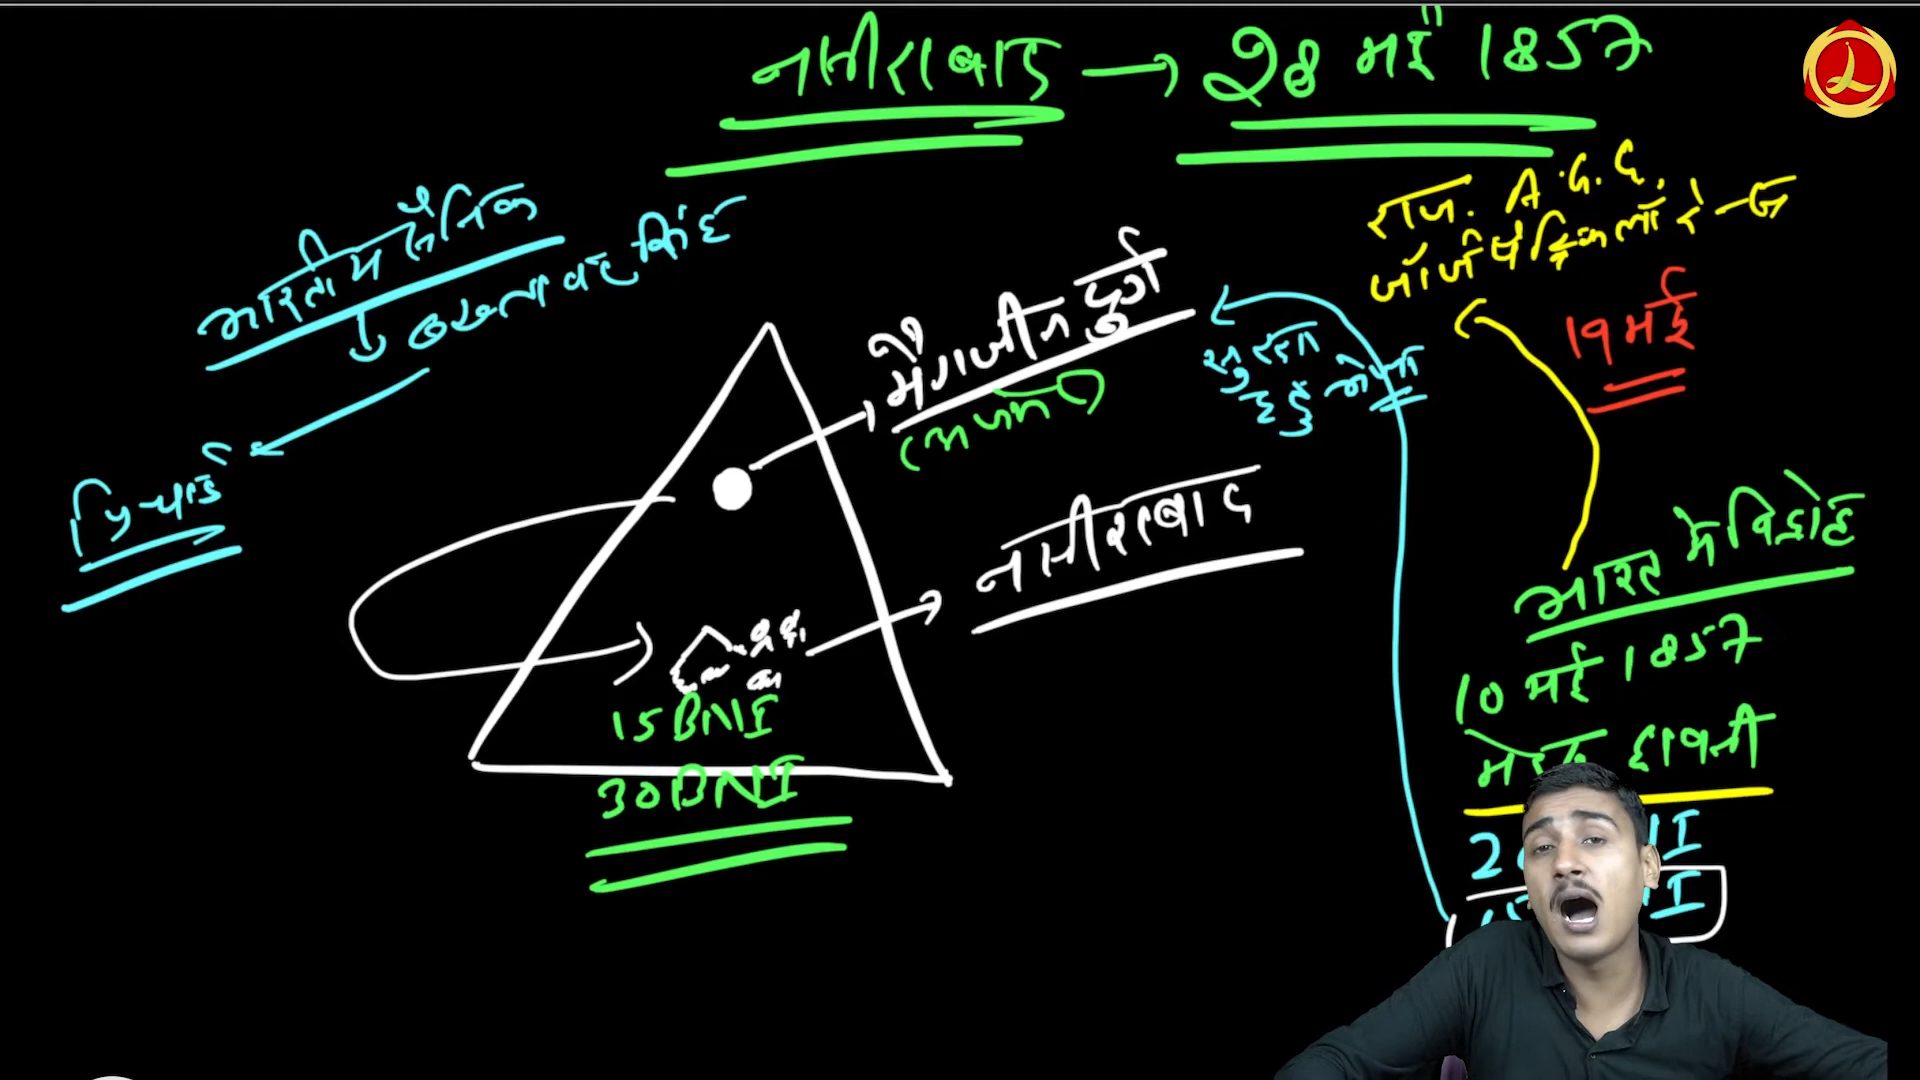 नसीराबाद → 28 मई 1857
राज. A.G.G.
जॉर्ज पैट्रिक लॉरेन्स
19 मई
भारतीय सैनिक
बख्तावर सिंह
प्रिचार्ड
मैगजीन दुर्ग
(अजमेर)
सुरक्षा
हेतु भेजा
नसीराबाद
15 BNI
30 BNI
भारत में विद्रोह
10 मई 1857
मेरठ छावनी